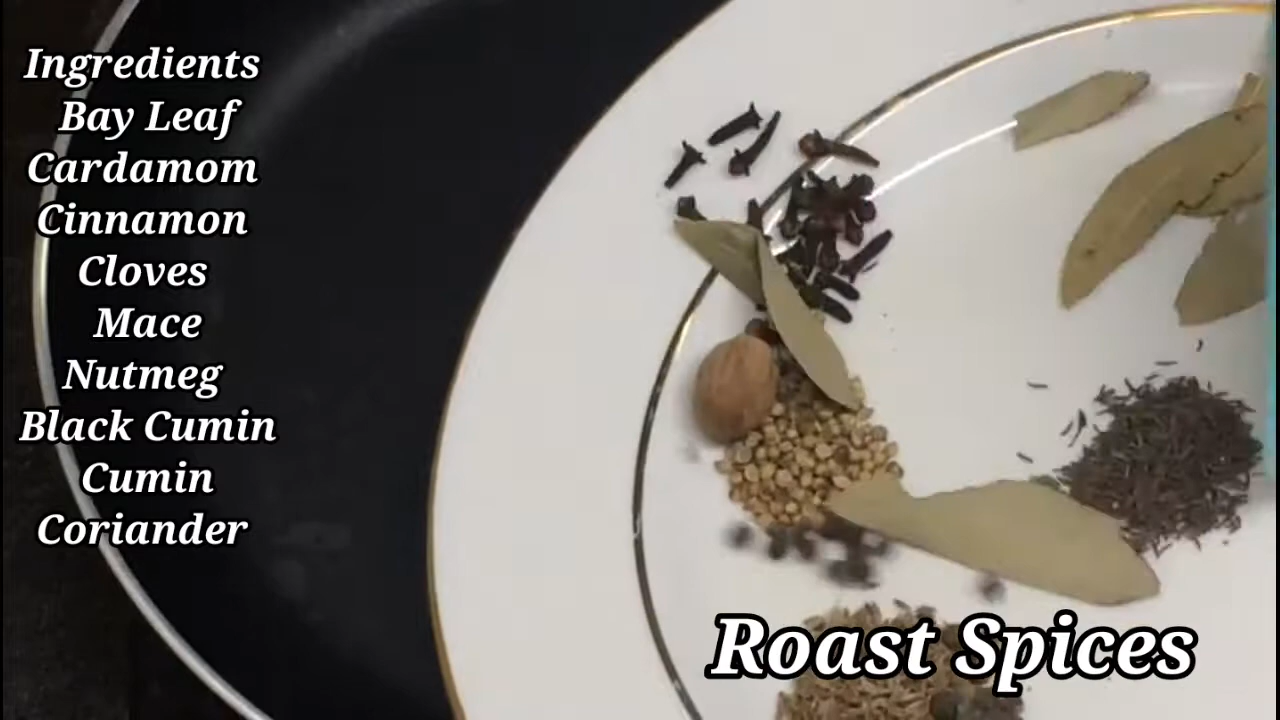 Ingredients
Bay Leaf
Cardamom
Cinnamon
Cloves
Mace
Nutmeg
Black Cumin
Cumin
Coriander
Roast Spices